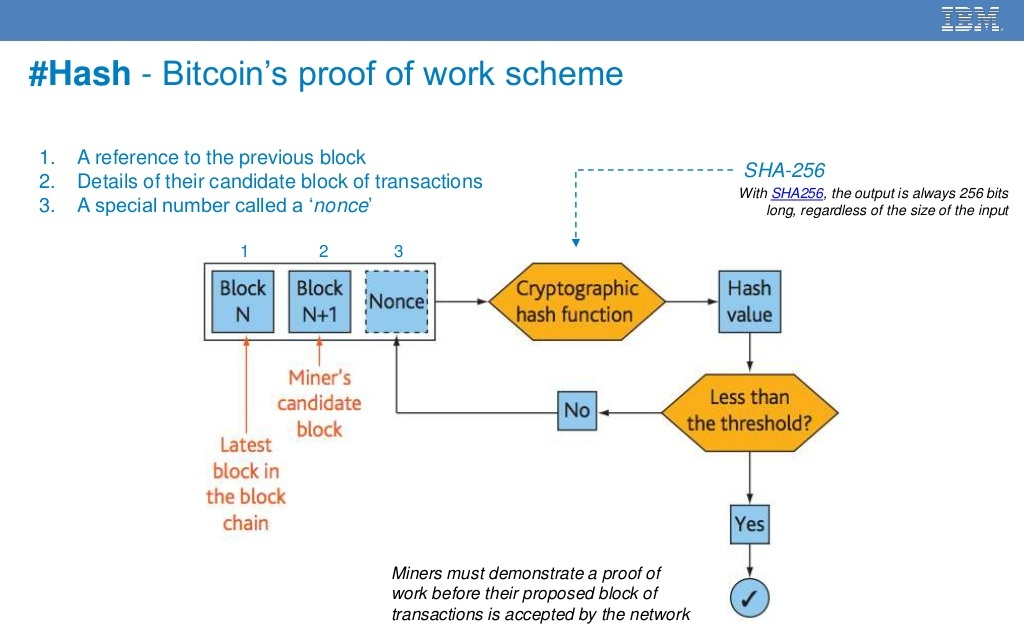 IBM
#Hash - Bitcoin’s proof of work scheme
1. A reference to the previous block
2. Details of their candidate block of transactions
3. A special number called a ‘nonce’
SHA-256
With SHA256, the output is always 256 bits
long, regardless of the size of the input
1 2 3
Block
N
Block
N+1
Nonce
Cryptographic
hash function
Hash
value
Miner's
candidate
block
Latest
block in
the block
chain
No
Less than
the threshold?
Yes
Miners must demonstrate a proof of
work before their proposed block of
transactions is accepted by the network